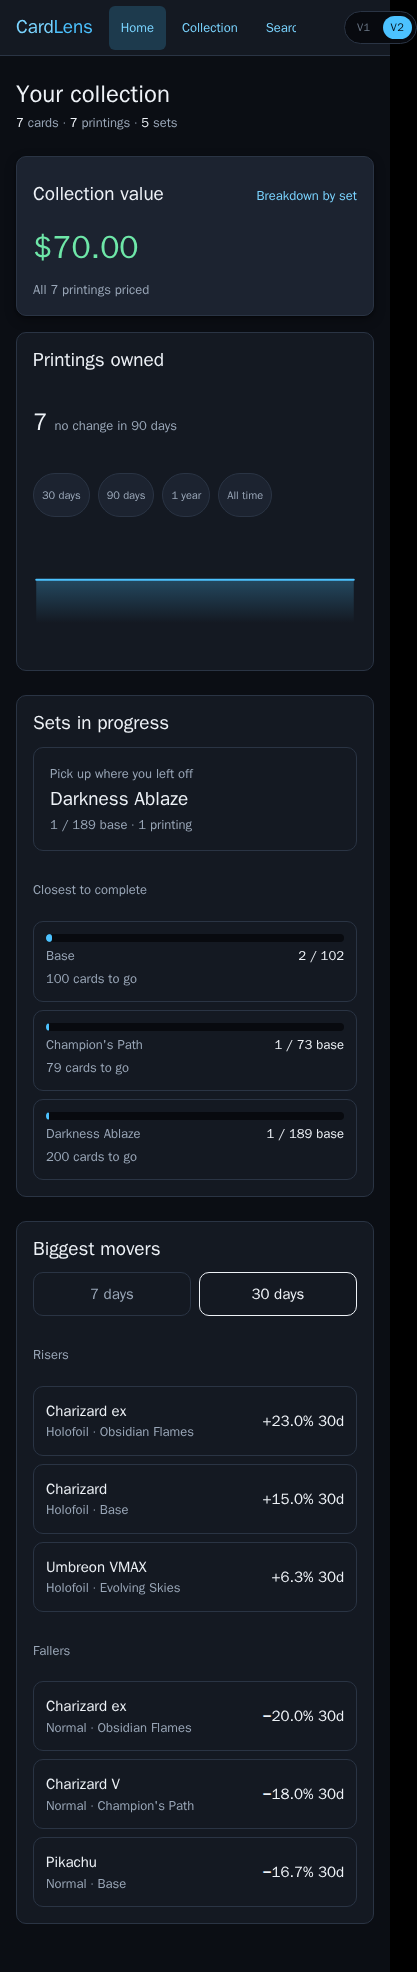 CardLens Home Collection V1 V2
Your collection
7 cards · 7 printings · 5 sets
Collection value Breakdown by set
$70.00
All 7 printings priced
Printings owned
7 no change in 90 days
30 days 90 days 1 year All time
Sets in progress
Pick up where you left off
Darkness Ablaze
1 / 189 base · 1 printing
Closest to complete
Base 2 / 102
100 cards to go
Champion's Path 1 / 73 base
79 cards to go
Darkness Ablaze 1 / 189 base
200 cards to go
Biggest movers
7 days 30 days
Risers
Charizard ex
Holofoil · Obsidian Flames +23.0% 30d
Charizard
Holofoil · Base +15.0% 30d
Umbreon VMAX
Holofoil · Evolving Skies +6.3% 30d
Fallers
Charizard ex
Normal · Obsidian Flames −20.0% 30d
Charizard V
Normal · Champion's Path −18.0% 30d
Pikachu
Normal · Base −16.7% 30d